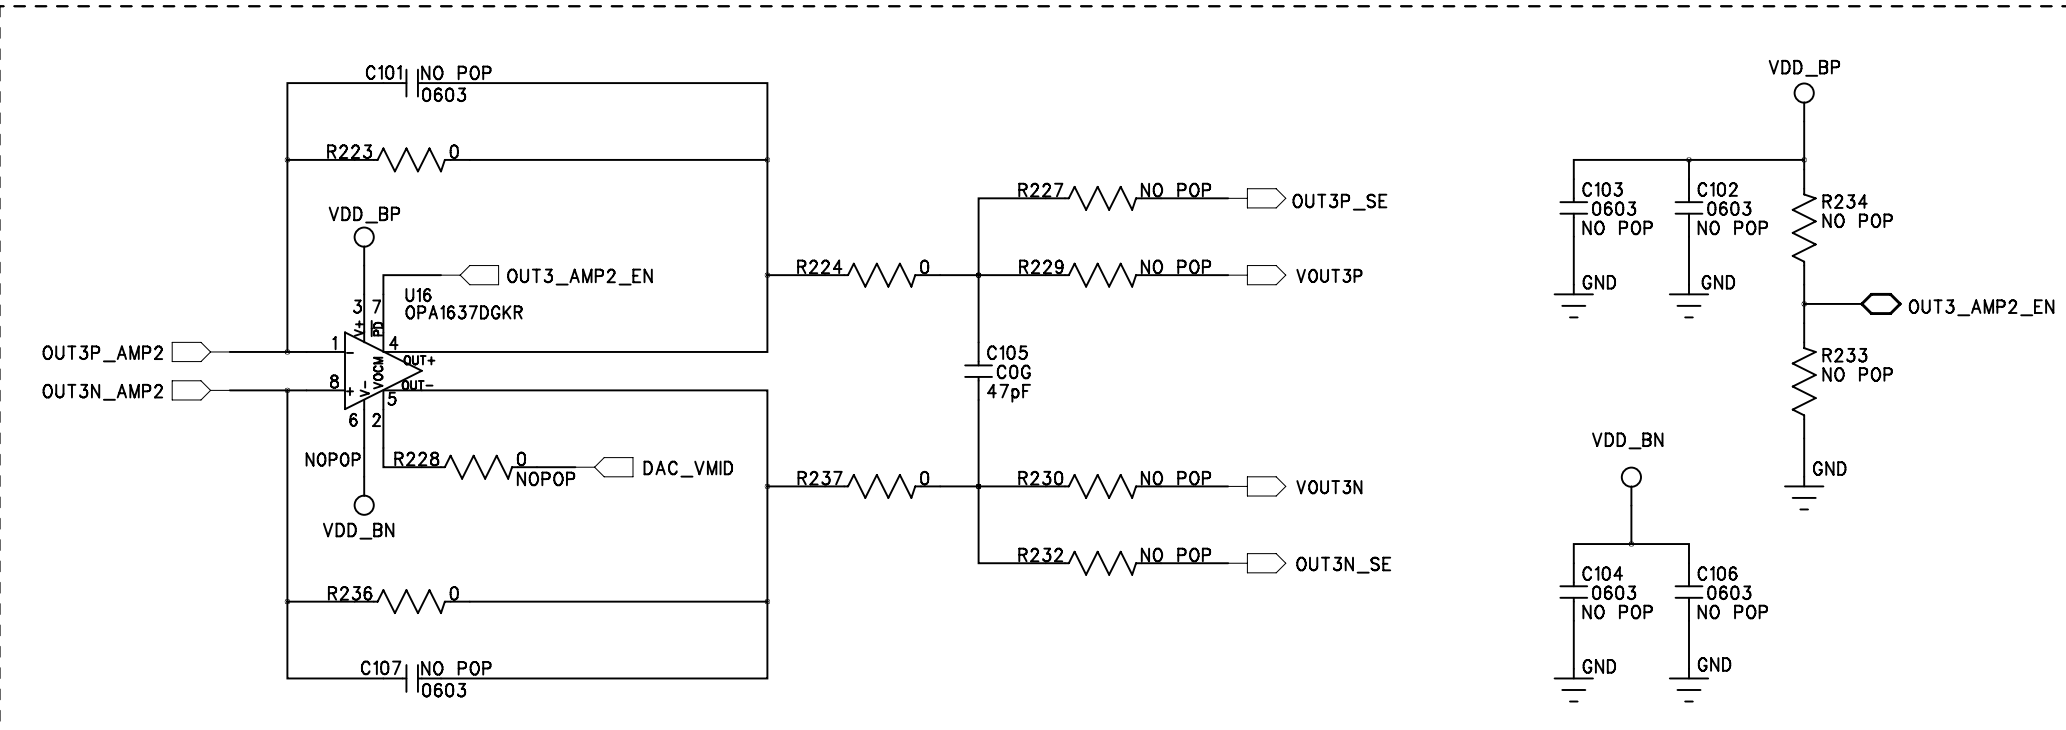 C101 NO POP
0603
R223 0
VDD_BP
OUT3_AMP2_EN
U16
OPA1637DGKR
3 7
V+ PD
OUT3P_AMP2 1 - 4
OUT+
VOCM
OUT3N_AMP2 8 + V- OUT-
5
6 2
NOPOP
R228 0
NOPOP
DAC_VMID
VDD_BN
R236 0
C107 NO POP
0603
R224 0
R237 0
R227 NO POP OUT3P_SE
R229 NO POP VOUT3P
C105
C0G
47pF
R230 NO POP VOUT3N
R232 NO POP OUT3N_SE
VDD_BP
C103
0603
NO POP
GND
C102
0603
NO POP
GND
R234
NO POP
OUT3_AMP2_EN
R233
NO POP
GND
VDD_BN
C104
0603
NO POP
GND
C106
0603
NO POP
GND